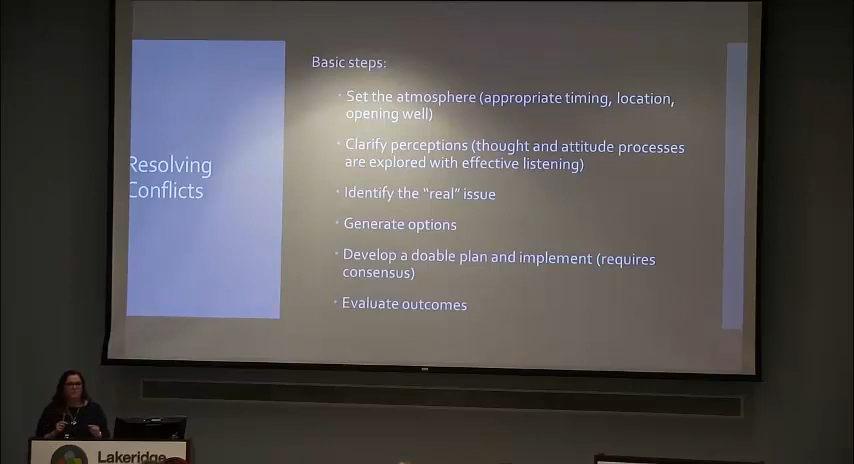 Resolving
Conflicts
Basic steps:
Set the atmosphere (appropriate timing, location,
opening well)
Clarify perceptions (thought and attitude processes
are explored with effective listening)
Identify the “real” issue
Generate options
Develop a doable plan and implement (requires
consensus)
Evaluate outcomes
Lakeridge